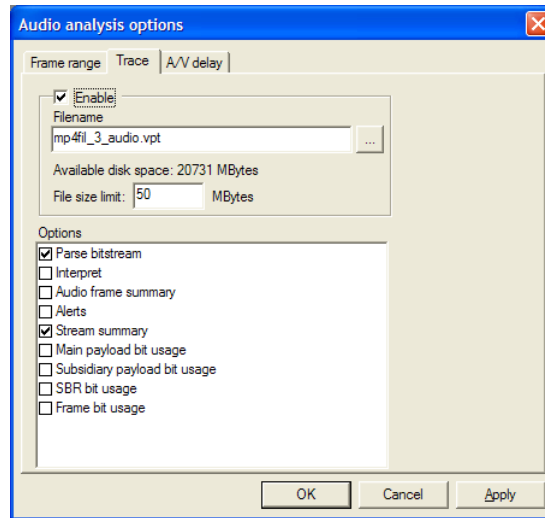 Audio analysis options
Frame range Trace A/V delay
Enable
Filename
mp4fil_3_audio.vpt ...
Available disk space: 20731 MBytes
File size limit: 50 MBytes
Options
Parse bitstream
Interpret
Audio frame summary
Alerts
Stream summary
Main payload bit usage
Subsidiary payload bit usage
SBR bit usage
Frame bit usage
OK Cancel Apply